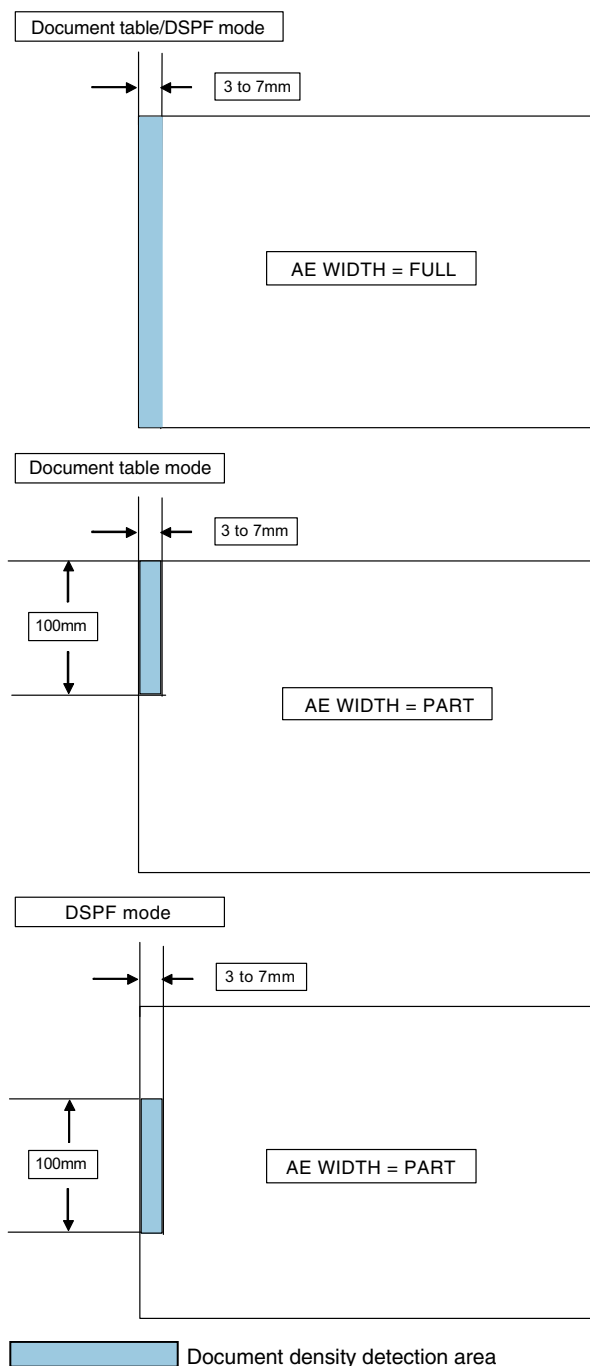 Document table/DSPF mode
3 to 7mm
AE WIDTH = FULL
Document table mode
3 to 7mm
100mm
AE WIDTH = PART
DSPF mode
3 to 7mm
100mm
AE WIDTH = PART
Document density detection area